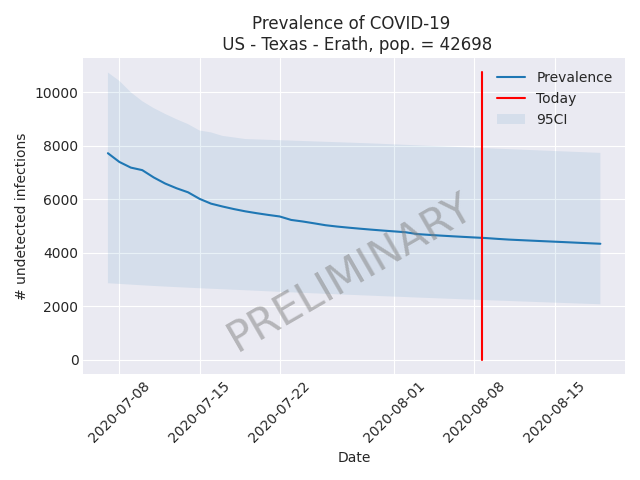 Prevalence of COVID-19
US - Texas - Erath, pop. = 42698
# undetected infections
10000
8000
6000
4000
2000
0
Prevalence
Today
95CI
PRELIMINARY
2020-07-08
2020-07-15
2020-07-22
2020-08-01
2020-08-08
2020-08-15
Date